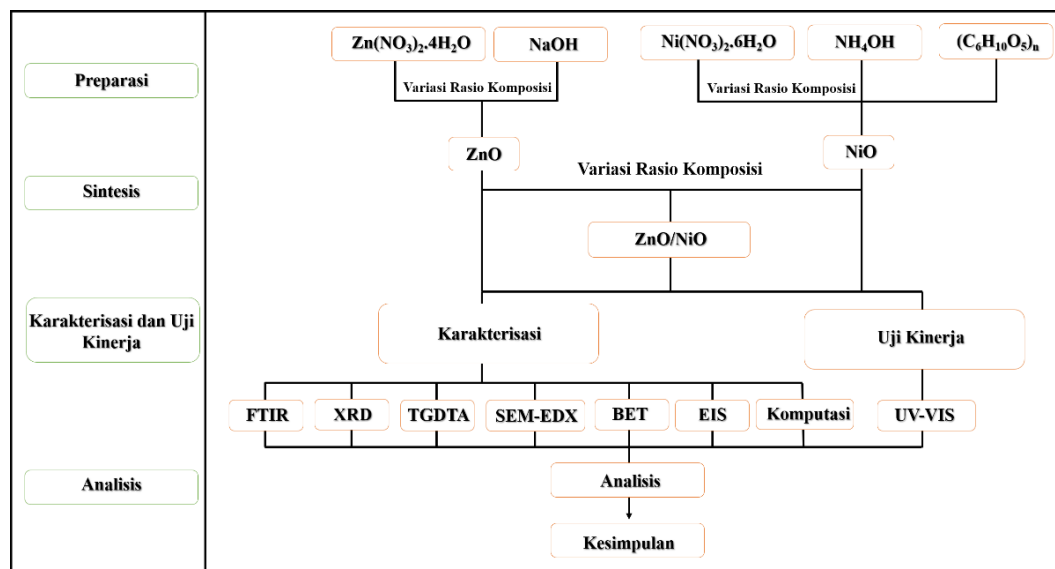 Preparasi
Zn(NO₃)₂.4H₂O
NaOH
Ni(NO₃)₂.6H₂O
NH₄OH
(C₆H₁₀O₅)ₙ
Variasi Rasio Komposisi
Variasi Rasio Komposisi
ZnO
NiO
Sintesis
Variasi Rasio Komposisi
ZnO/NiO
Karakterisasi dan Uji
Kinerja
Karakterisasi
Uji Kinerja
FTIR
XRD
TGDTA
SEM-EDX
BET
EIS
Komputasi
UV-VIS
Analisis
Analisis
Kesimpulan